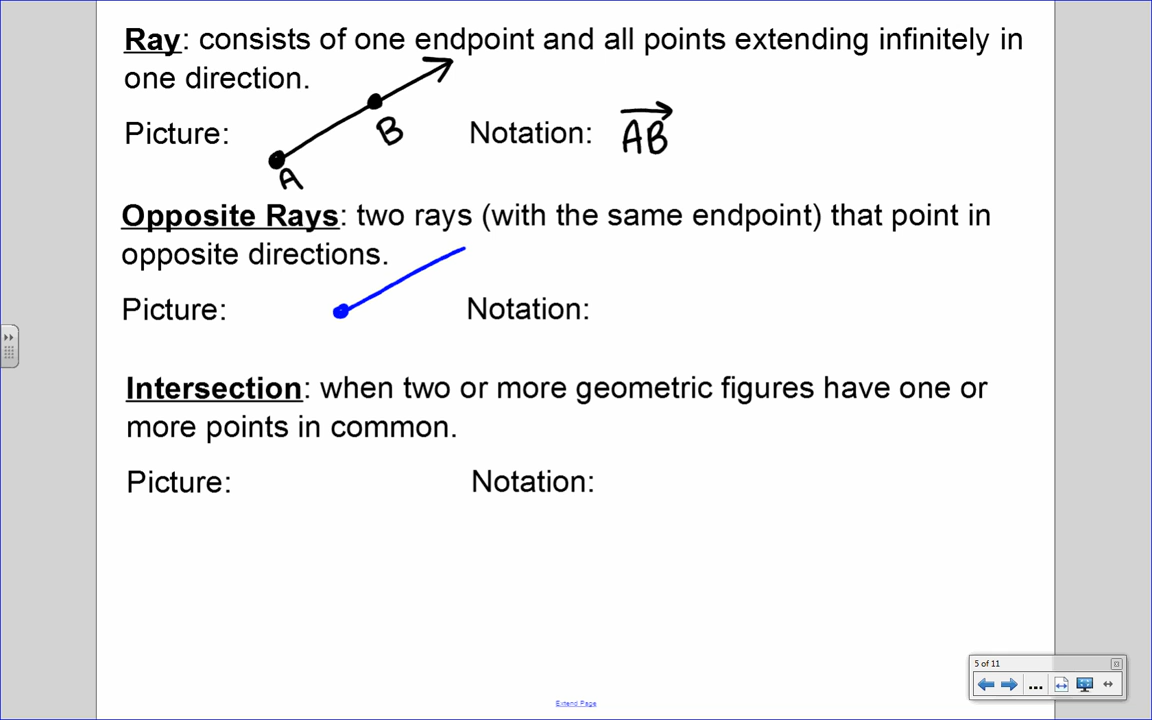 Ray: consists of one endpoint and all points extending infinitely in
one direction.
Picture: A B Notation: AB
Opposite Rays: two rays (with the same endpoint) that point in
opposite directions.
Picture: Notation:
Intersection: when two or more geometric figures have one or
more points in common.
Picture: Notation:
5 of 11
...
Extend Page